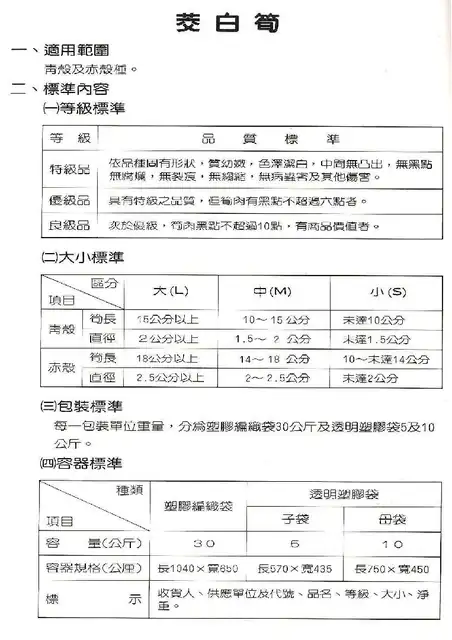 茭白筍
一、適用範圍
青殼及赤殼種。
二、標準內容
㈠等級標準
等級 品質標準
特級品 依品種固有形狀，質幼嫩，色澤潔白，中間無凸出，無黑點
無腐爛，無裂痕，無縐點，無病蟲害及其他傷害。
優級品 具有特級之品質，但筍肉有黑點不超過六點者。
良級品 次於優級，筍肉黑點不超過10點，有商品價值者。
㈡大小標準
區分 項目 大(L) 中(M) 小(S)
青殼 筍長 15公分以上 10～15公分 未達10公分
直徑 2公分以上 1.5～2公分 未達1.5公分
赤殼 筍長 18公分以上 14～18公分 10～未達14公分
直徑 2.5公分以上 2～2.5公分 未達2公分
㈢包裝標準
每一包裝單位重量，分為塑膠編織袋30公斤及透明塑膠袋5及10
公斤。
㈣容器標準
種類 項目 塑膠編織袋 透明塑膠袋
子袋 母袋
容量(公斤) 30 5 10
容器規格(公厘) 長1040×寬650 長570×寬435 長750×寬450
標示 收貨人、供應單位及代號、品名、等級、大小、淨
重。